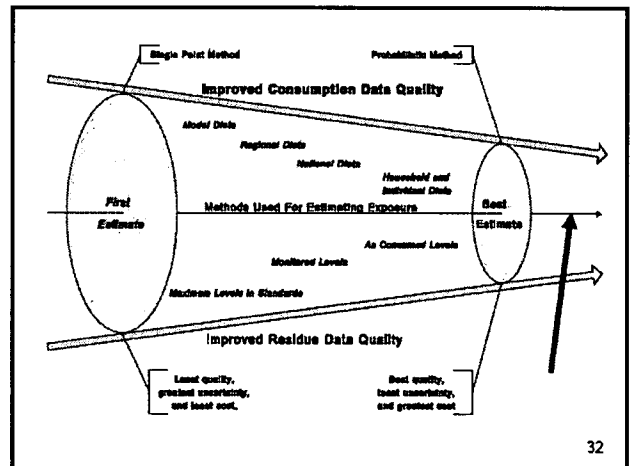 Single Point Method
Probabilistic Method
Improved Consumption Data Quality
Model Diets
Regional Diets
National Diets
Household and
Individual Diets
First
Estimate
Methods Used For Estimating Exposure
Best
Estimate
As Consumed Levels
Monitored Levels
Maximum Levels in Standards
Improved Residue Data Quality
Least quality,
greatest uncertainty,
and least cost.
Best quality,
least uncertainty,
and greatest cost
32